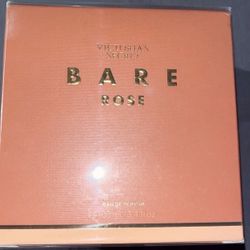 VICTORIA'S
SECRET
BARE
ROSE
EAU DE PARFUM